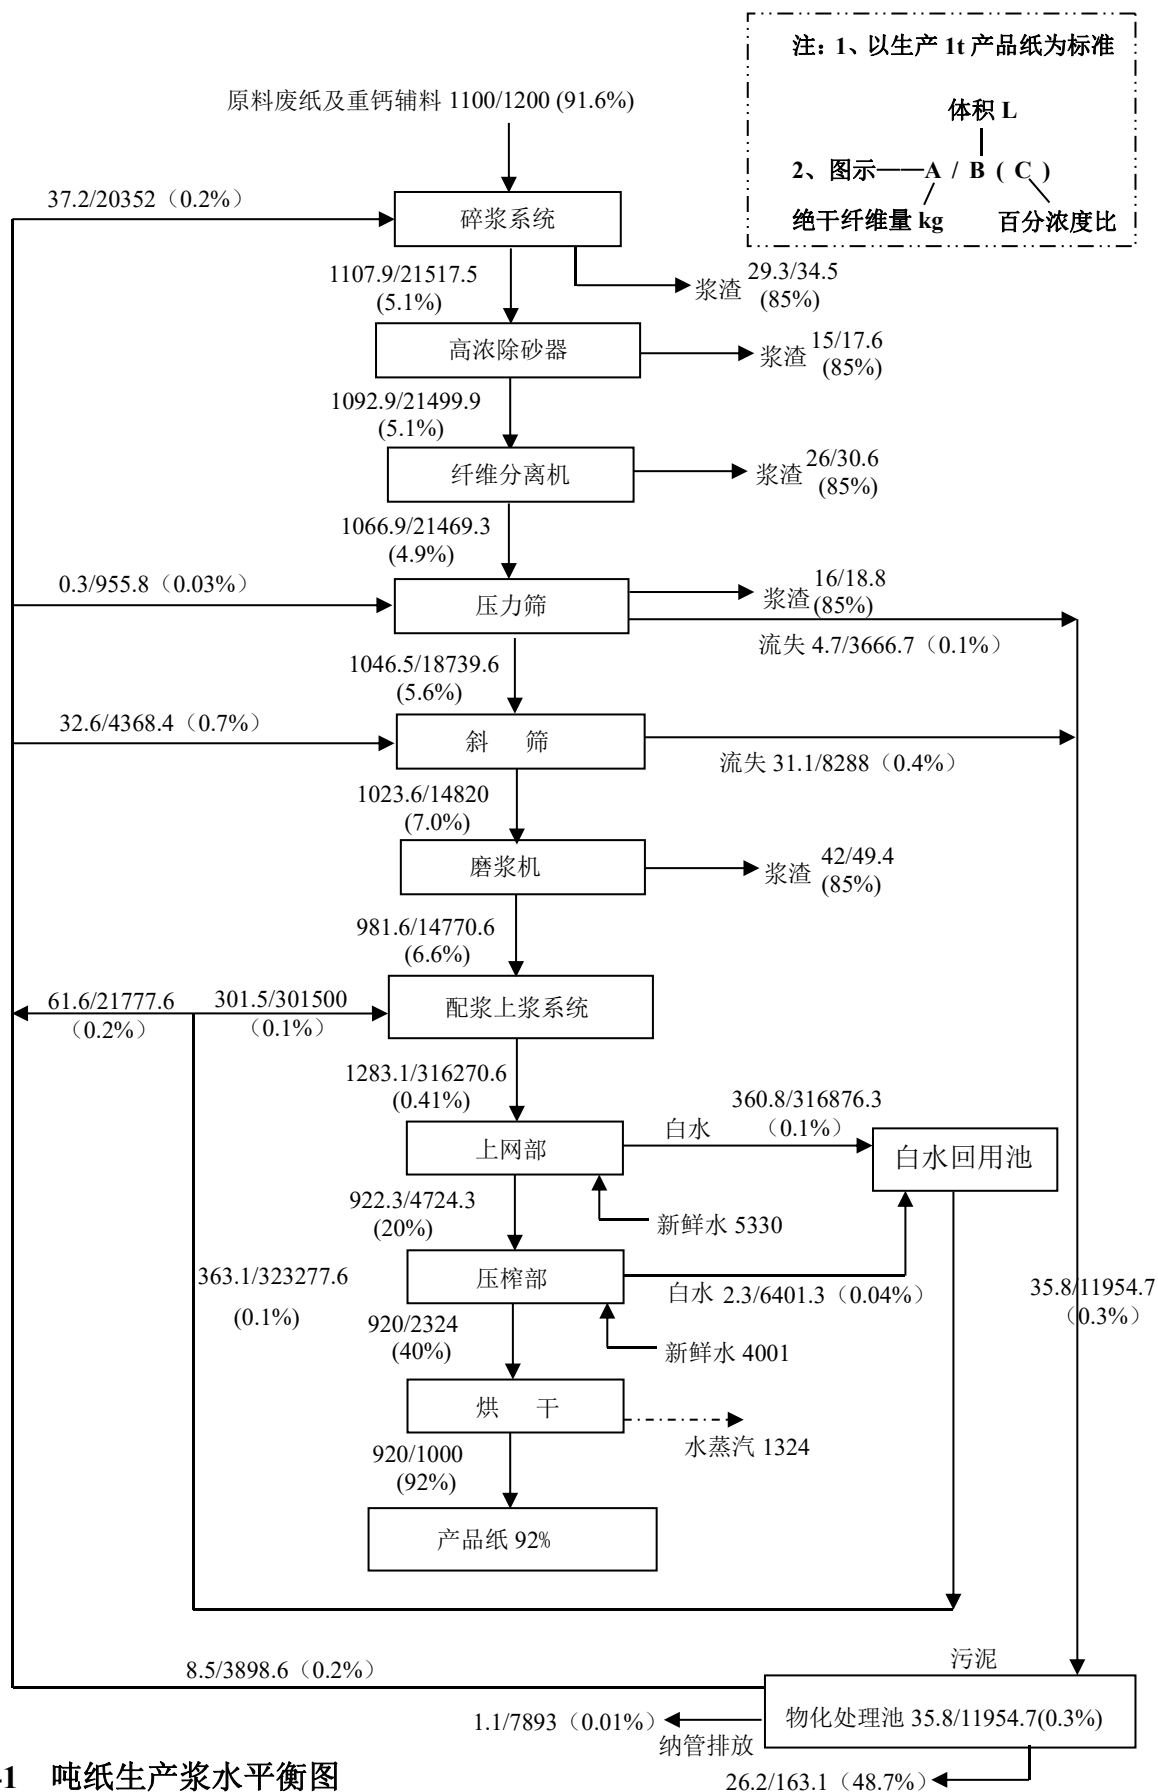 注：1、以生产 1t 产品纸为标准
体积 L
2、图示——A / B ( C )
绝干纤维量 kg
百分浓度比
原料废纸及重钙辅料 1100/1200 (91.6%)
37.2/20352（0.2%）
碎浆系统
1107.9/21517.5
(5.1%)
浆渣
29.3/34.5
(85%)
高浓除砂器
浆渣
15/17.6
(85%)
1092.9/21499.9
(5.1%)
纤维分离机
浆渣
26/30.6
(85%)
1066.9/21469.3
(4.9%)
0.3/955.8（0.03%）
压力筛
浆渣
16/18.8
(85%)
流失 4.7/3666.7（0.1%）
1046.5/18739.6
(5.6%)
32.6/4368.4（0.7%）
斜 筛
流失 31.1/8288（0.4%）
1023.6/14820
(7.0%)
磨浆机
浆渣
42/49.4
(85%)
981.6/14770.6
(6.6%)
61.6/21777.6
（0.2%）
301.5/301500
（0.1%）
配浆上浆系统
1283.1/316270.6
(0.41%)
白水
360.8/316876.3
（0.1%）
上网部
白水回用池
922.3/4724.3
(20%)
新鲜水 5330
363.1/323277.6
(0.1%)
压榨部
白水 2.3/6401.3（0.04%）
35.8/11954.7
（0.3%）
920/2324
(40%)
新鲜水 4001
烘 干
水蒸汽 1324
920/1000
(92%)
产品纸 92%
8.5/3898.6（0.2%）
污泥
物化处理池 35.8/11954.7(0.3%)
1.1/7893（0.01%）
纳管排放
26.2/163.1（48.7%）
1 吨纸生产浆水平衡图